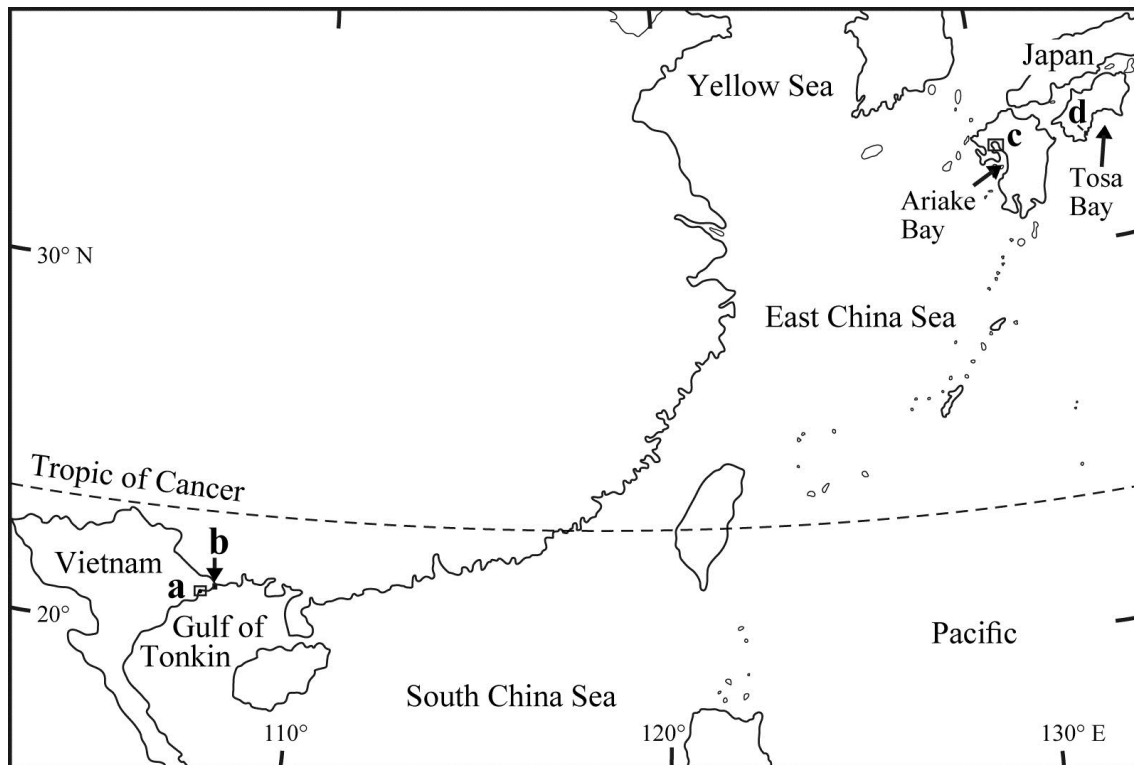 Japan
Yellow Sea
d
c
Ariake
Bay
Tosa
Bay
30° N
East China Sea
Tropic of Cancer
b
Vietnam
a
20°
Gulf of
Tonkin
Pacific
South China Sea
110°
120°
130° E